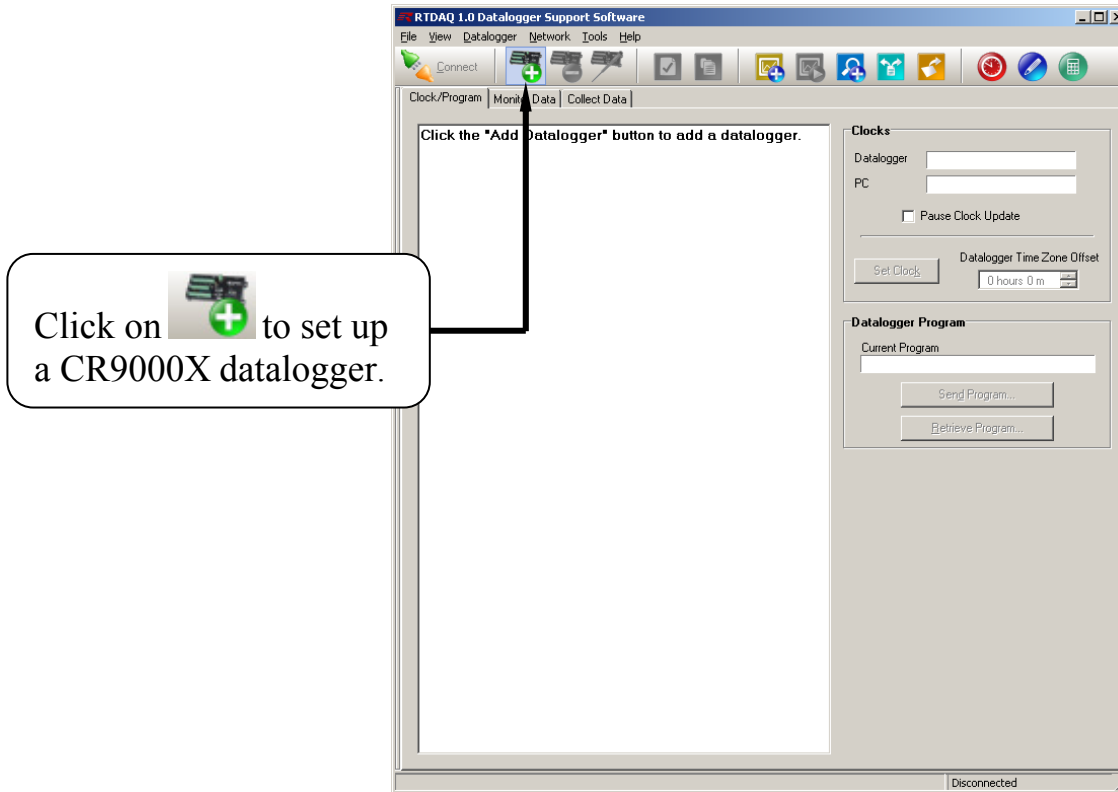 RTDAQ 1.0 Datalogger Support Software
File View Datalogger Network Tools Help
Connect
Clock/Program Monitor Data Collect Data
Click the "Add Datalogger" button to add a datalogger.
Clocks
Datalogger
PC
Pause Clock Update
Set Clock
Datalogger Time Zone Offset
0 hours 0 m
Datalogger Program
Current Program
Send Program...
Retrieve Program...
Click on to set up
a CR9000X datalogger.
Disconnected